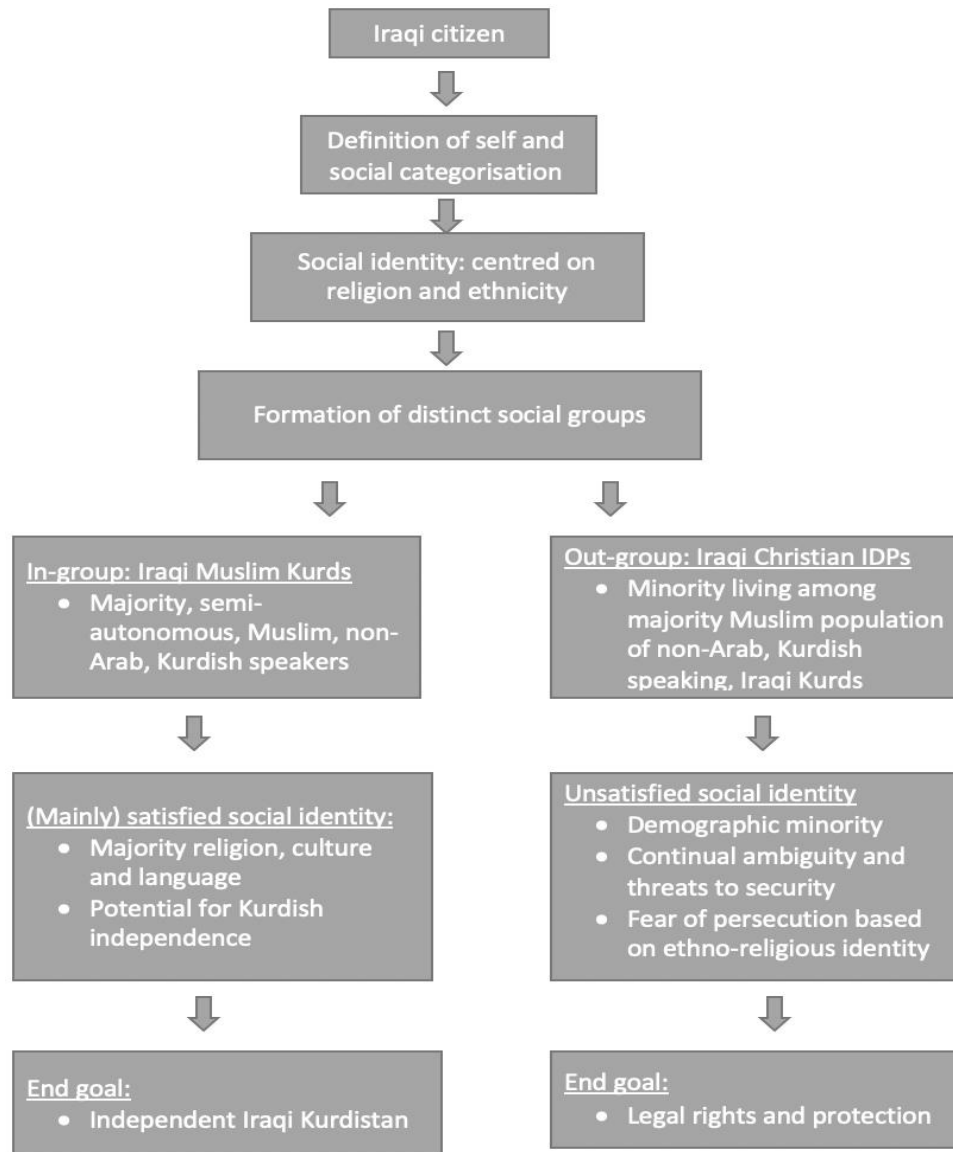 Iraqi citizen
Definition of self and
social categorisation
Social identity: centred on
religion and ethnicity
Formation of distinct social groups
In-group: Iraqi Muslim Kurds
• Majority, semi-
autonomous, Muslim, non-
Arab, Kurdish speakers
Out-group: Iraqi Christian IDPs
• Minority living among
majority Muslim population
of non-Arab, Kurdish
speaking, Iraqi Kurds
(Mainly) satisfied social identity:
• Majority religion, culture
and language
• Potential for Kurdish
independence
Unsatisfied social identity
• Demographic minority
• Continual ambiguity and
threats to security
• Fear of persecution based
on ethno-religious identity
End goal:
• Independent Iraqi Kurdistan
End goal:
• Legal rights and protection